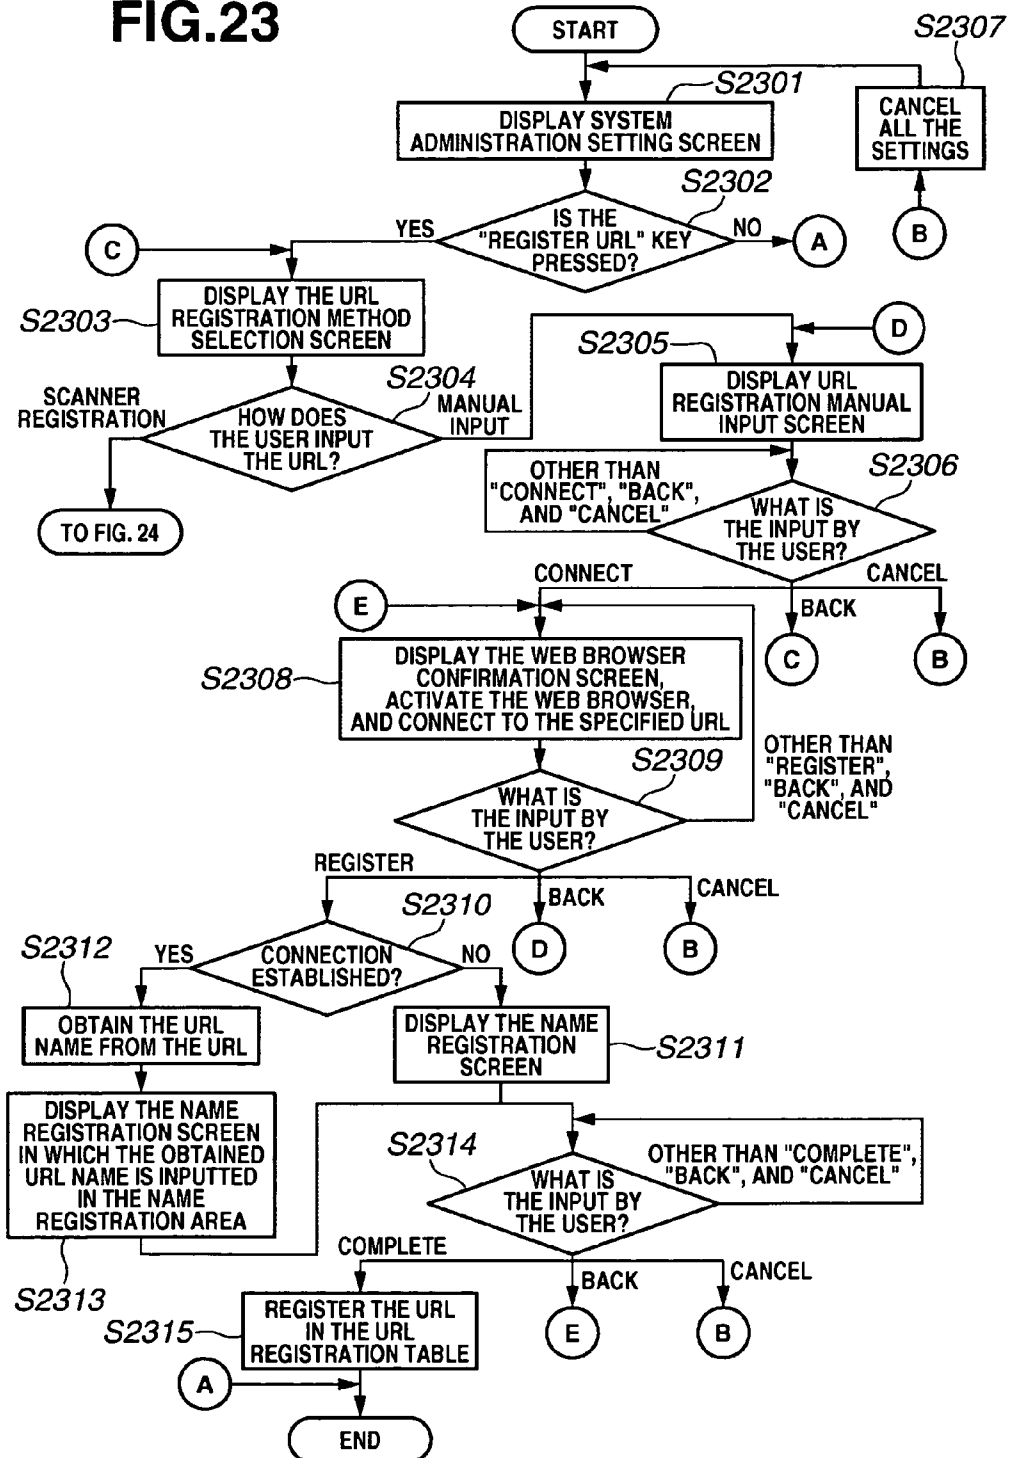 FIG.23
START
S2307
S2301
CANCEL
ALL THE
SETTINGS
DISPLAY SYSTEM
ADMINISTRATION SETTING SCREEN
S2302
B
YES
IS THE
"REGISTER URL" KEY
PRESSED?
NO
A
C
DISPLAY THE URL
REGISTRATION METHOD
SELECTION SCREEN
S2303
D
S2305
S2304
DISPLAY URL
REGISTRATION MANUAL
INPUT SCREEN
SCANNER
REGISTRATION
HOW DOES
THE USER INPUT
THE URL?
MANUAL
INPUT
S2306
OTHER THAN
"CONNECT", "BACK",
AND "CANCEL"
WHAT IS
THE INPUT BY
THE USER?
TO FIG. 24
CONNECT
CANCEL
BACK
E
C
B
S2308
DISPLAY THE WEB BROWSER
CONFIRMATION SCREEN,
ACTIVATE THE WEB BROWSER,
AND CONNECT TO THE SPECIFIED URL
S2309
OTHER THAN
"REGISTER",
"BACK", AND
"CANCEL"
WHAT IS
THE INPUT BY
THE USER?
REGISTER
BACK
CANCEL
S2310
D
B
S2312
YES
CONNECTION
ESTABLISHED?
NO
OBTAIN THE URL
NAME FROM THE URL
DISPLAY THE NAME
REGISTRATION
SCREEN
S2311
DISPLAY THE NAME
REGISTRATION SCREEN
IN WHICH THE OBTAINED
URL NAME IS INPUTTED
IN THE NAME
REGISTRATION AREA
S2314
OTHER THAN "COMPLETE",
"BACK", AND "CANCEL"
WHAT IS
THE INPUT BY
THE USER?
S2313
COMPLETE
BACK
CANCEL
S2315
REGISTER THE URL
IN THE URL
REGISTRATION TABLE
E
B
A
END